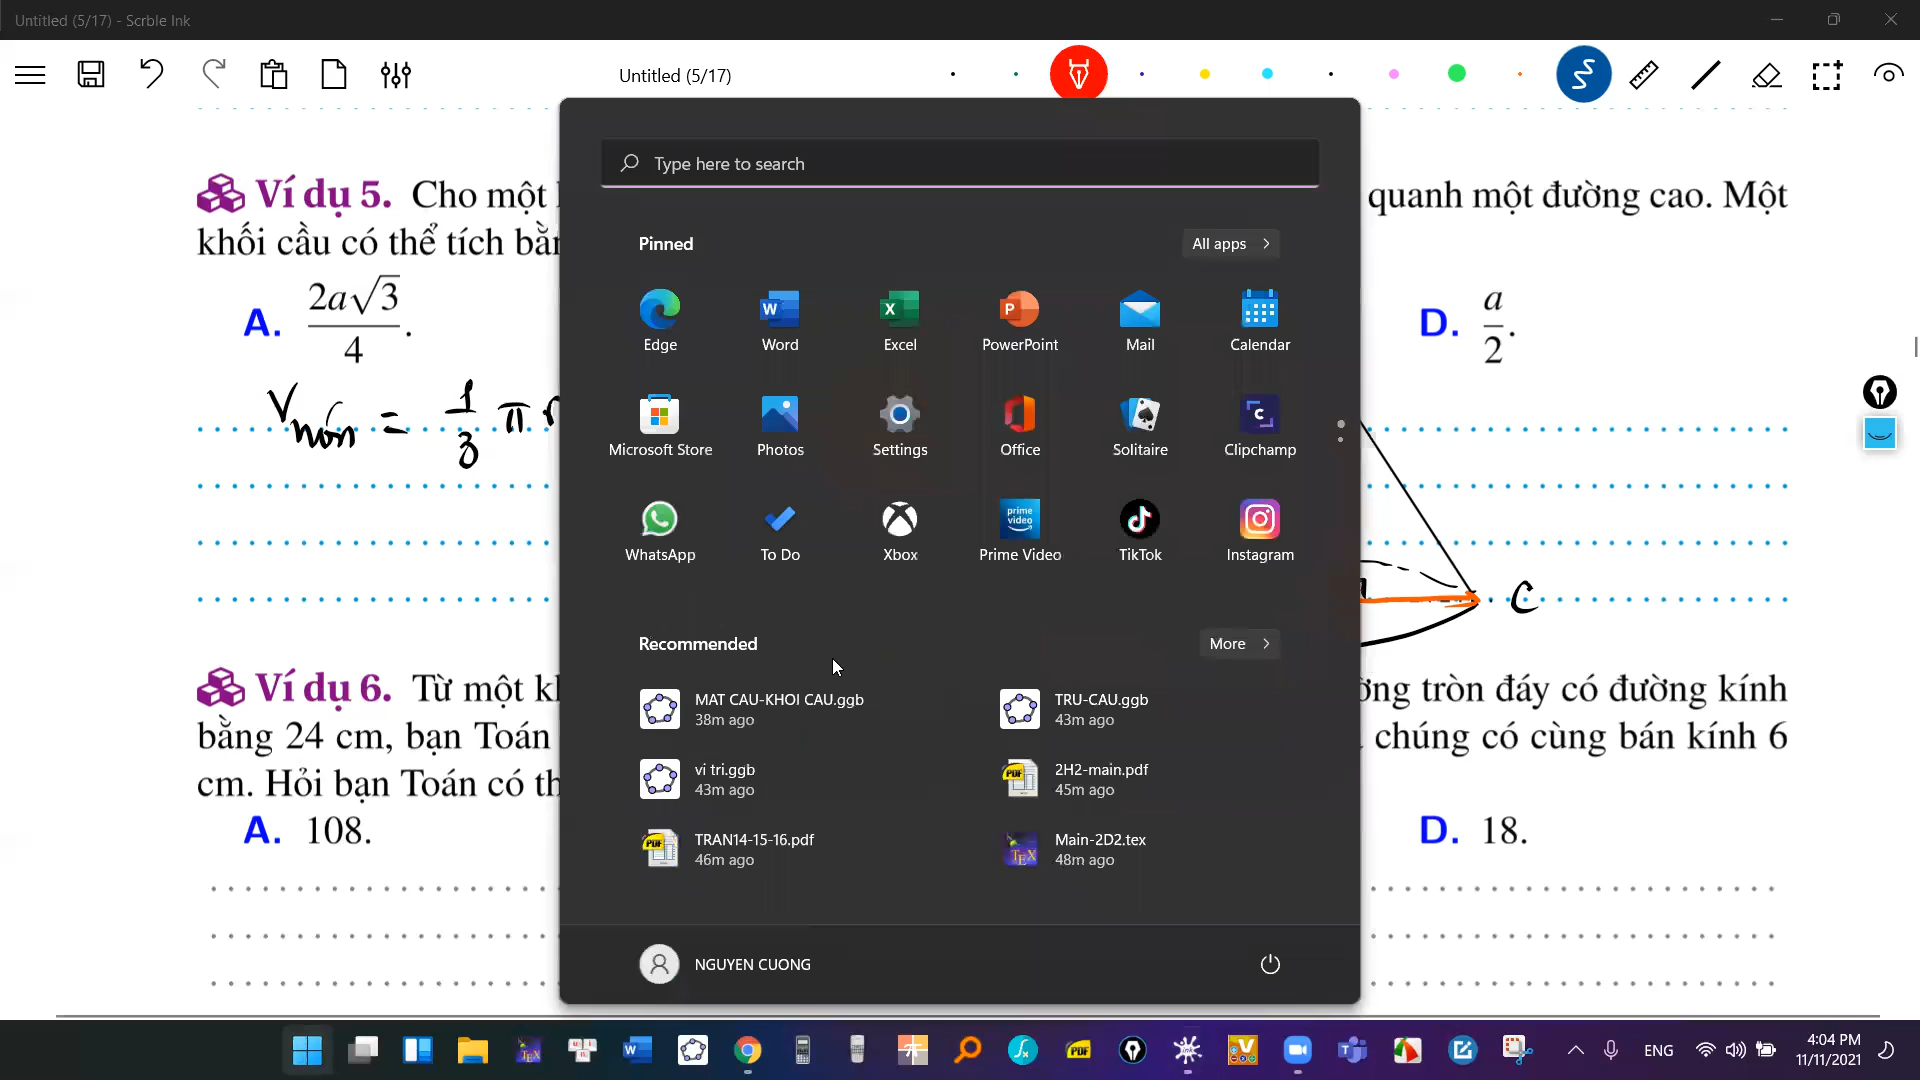 Untitled (5/17) - Scrble Ink
Untitled (5/17)
Type here to search
Ví dụ 5. Cho một
quanh một đường cao. Một
khối cầu có thể tích bằn
A. 2a√3/4.
D. a/2.
V nón = 1/3 π r
C
Pinned
All apps
Edge
Word
Excel
PowerPoint
Mail
Calendar
Microsoft Store
Photos
Settings
Office
Solitaire
Clipchamp
WhatsApp
To Do
Xbox
prime video
Prime Video
TikTok
Instagram
Recommended
More
MAT CAU-KHOI CAU.ggb
38m ago
TRU-CAU.ggb
43m ago
vi tri.ggb
43m ago
2H2-main.pdf
45m ago
TRAN14-15-16.pdf
46m ago
Main-2D2.tex
48m ago
Ví dụ 6. Từ một
tròn đáy có đường kính
bằng 24 cm, bạn Toán
chúng có cùng bán kính 6
cm. Hỏi bạn Toán có th
A. 108.
D. 18.
NGUYEN CUONG
ENG
4:04 PM
11/11/2021